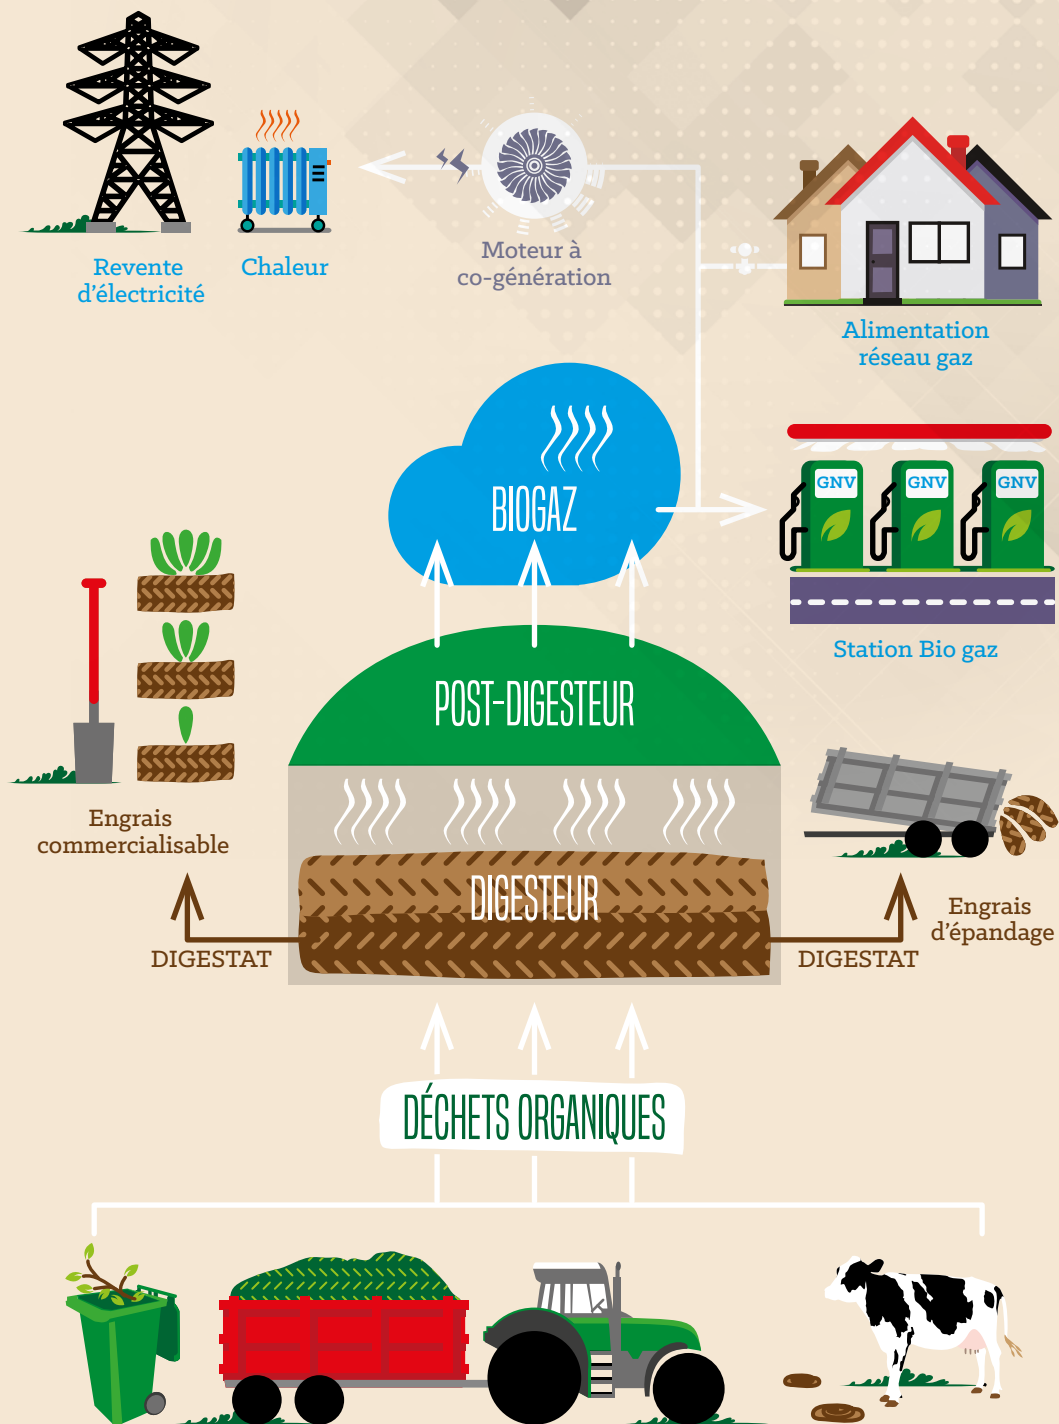 Revente
d'électricité
Chaleur
Moteur à
co-génération
Alimentation
réseau gaz
BIOGAZ
GNV
GNV
GNV
Station Bio gaz
POST-DIGESTEUR
Engrais
commercialisable
DIGESTEUR
Engrais
d'épandage
DIGESTAT
DIGESTAT
DÉCHETS ORGANIQUES